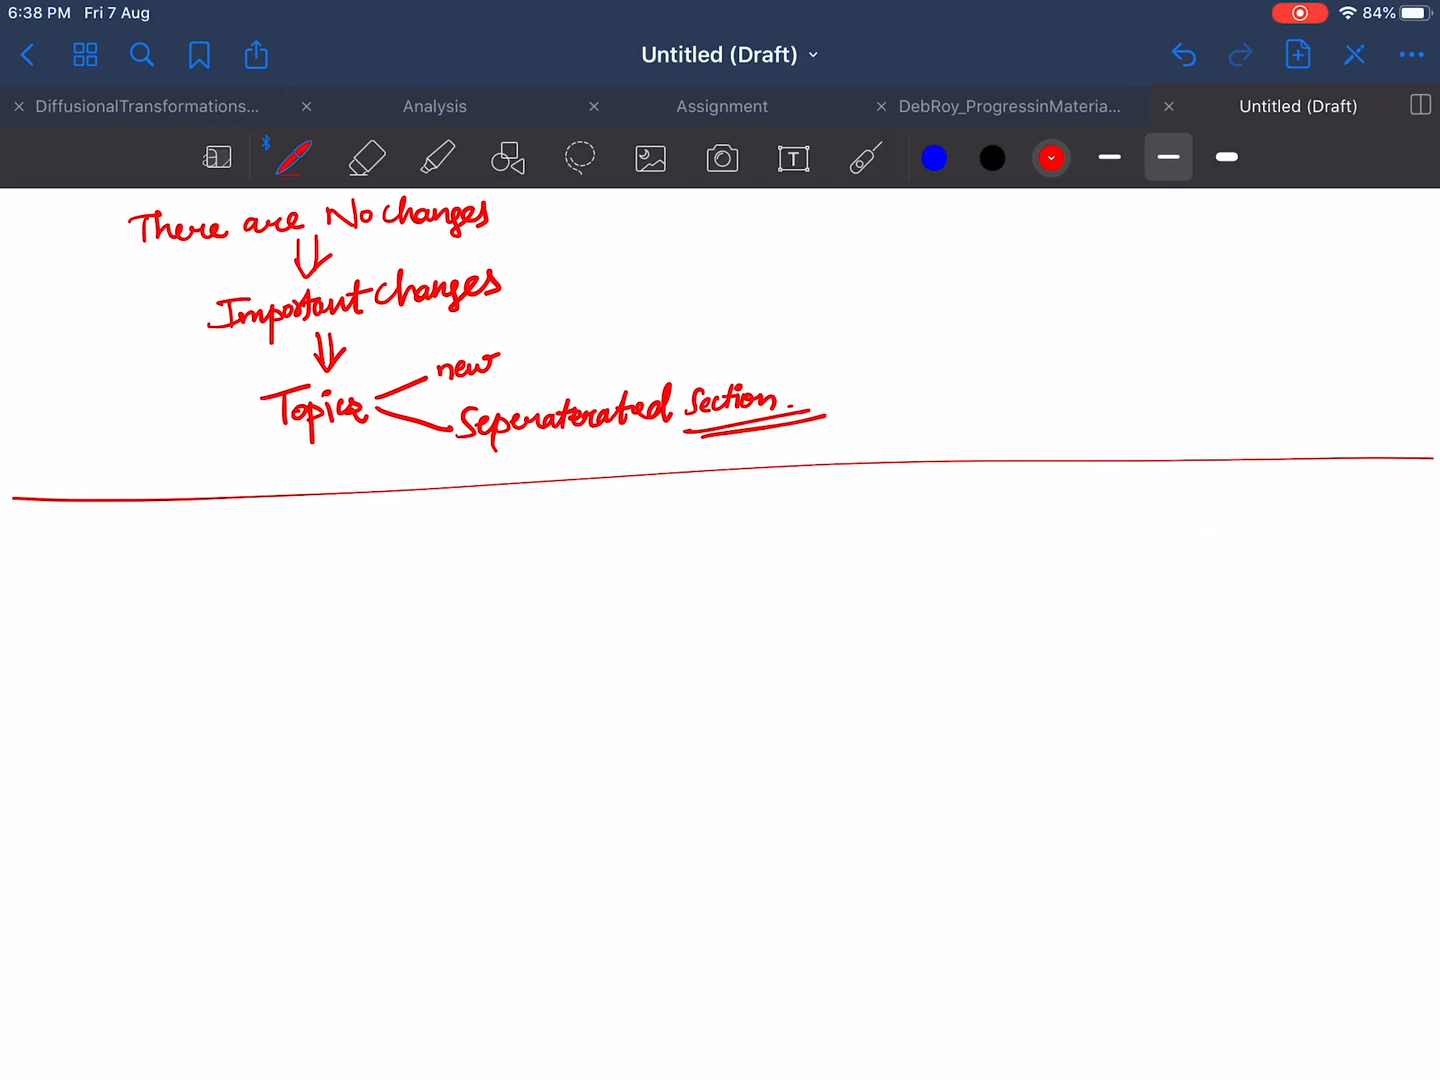 6:38 PM Fri 7 Aug 84%
Untitled (Draft)
DiffusionalTransformations... Analysis Assignment DebRoy_ProgressinMateria... Untitled (Draft)
T
There are No changes
Important changes
Topics
new
Seperaterated section.